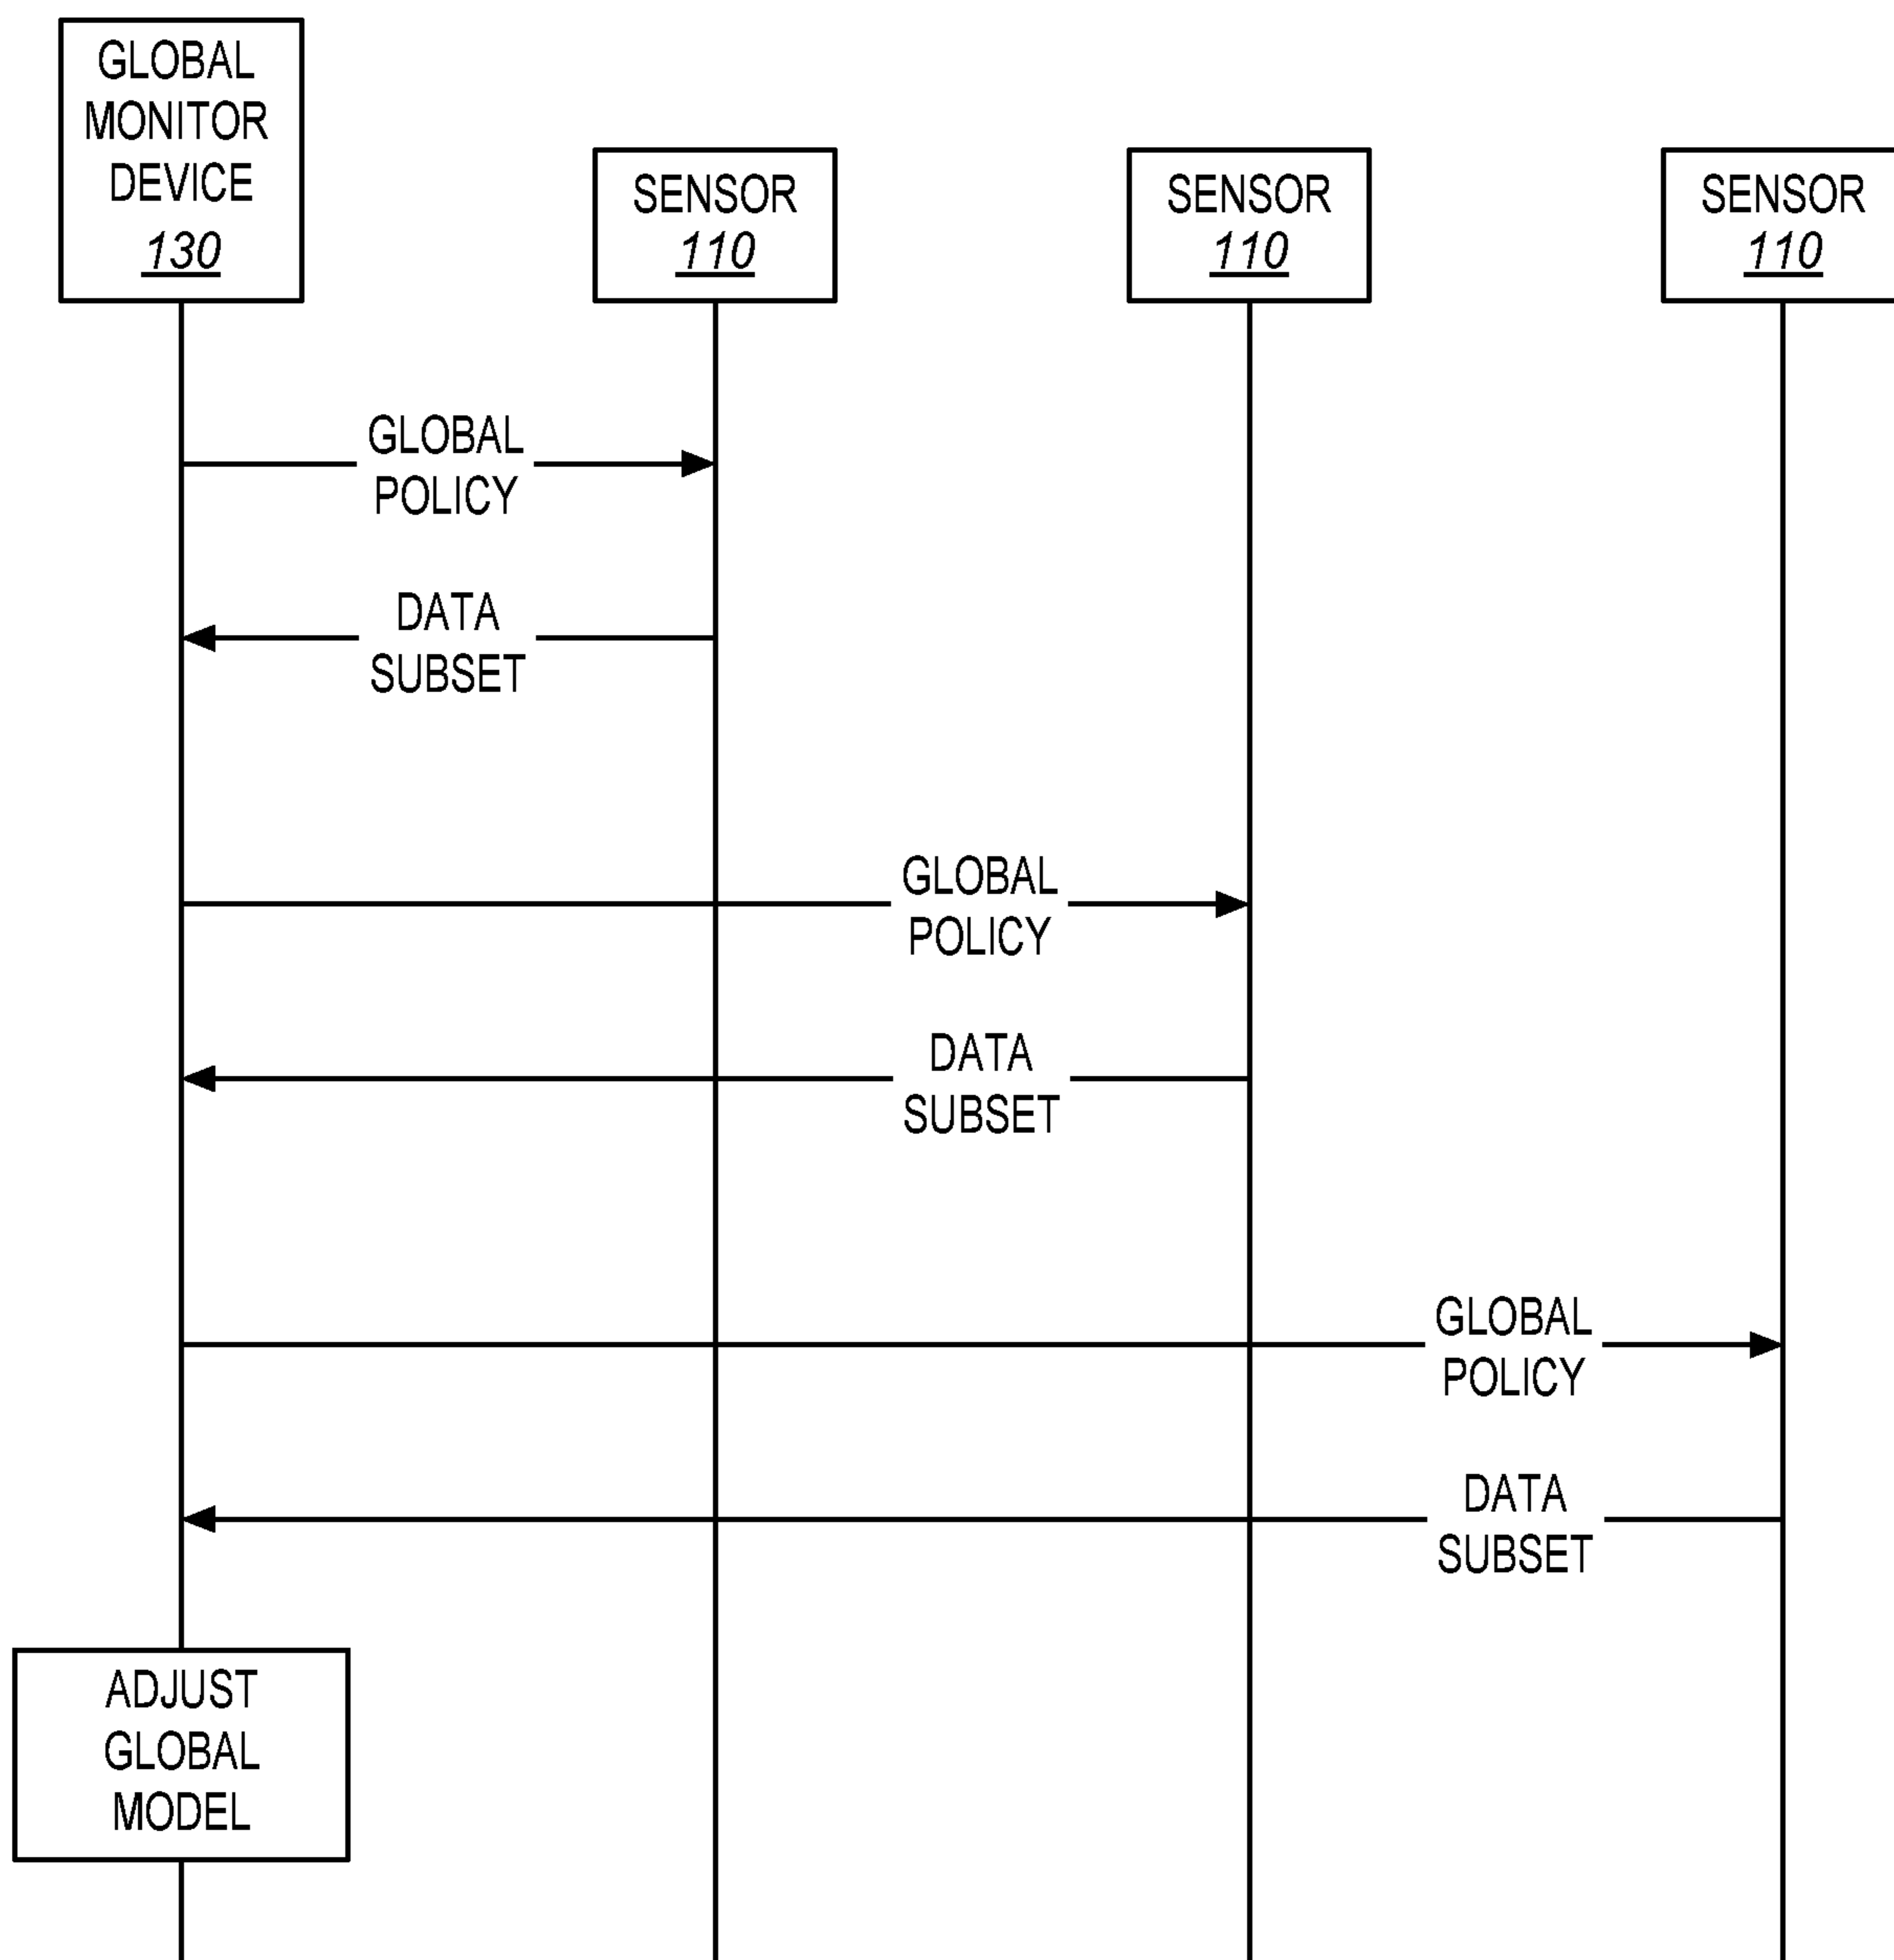 GLOBAL
MONITOR
DEVICE
130
SENSOR
110
SENSOR
110
SENSOR
110
GLOBAL
POLICY
DATA
SUBSET
GLOBAL
POLICY
DATA
SUBSET
GLOBAL
POLICY
DATA
SUBSET
ADJUST
GLOBAL
MODEL